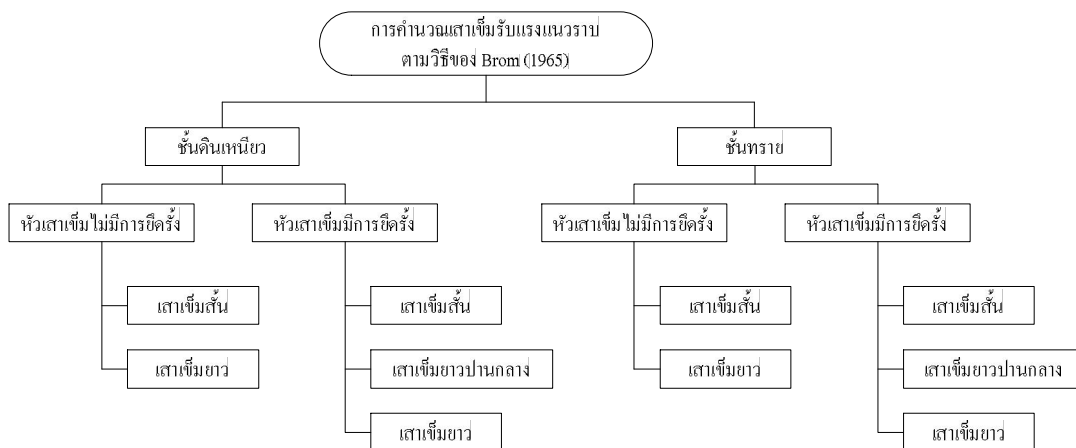 การคำนวณเสาเข็มรับแรงแนวราบ
ตามวิธีของ Brom (1965)
ชั้นดินเหนียว
ชั้นทราย
หัวเสาเข็มไม่มีการยึดรั้ง
หัวเสาเข็มมีการยึดรั้ง
หัวเสาเข็มไม่มีการยึดรั้ง
หัวเสาเข็มมีการยึดรั้ง
เสาเข็มสั้น
เสาเข็มสั้น
เสาเข็มสั้น
เสาเข็มสั้น
เสาเข็มยาว
เสาเข็มยาวปานกลาง
เสาเข็มยาว
เสาเข็มยาวปานกลาง
เสาเข็มยาว
เสาเข็มยาว